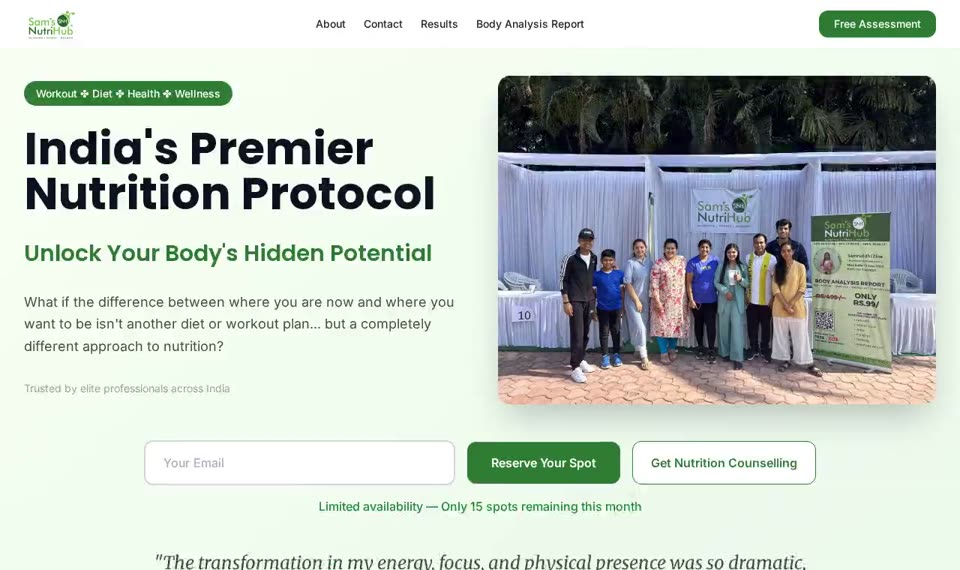 Sam's
NutriHub
About
Contact
Results
Body Analysis Report
Free Assessment
Workout ✤ Diet ✤ Health ✤ Wellness
India's Premier
Nutrition Protocol
Unlock Your Body's Hidden Potential
What if the difference between where you are now and where you
want to be isn't another diet or workout plan... but a completely
different approach to nutrition?
Trusted by elite professionals across India
Sam's
NutriHub
Sam's
NutriHub
BODY ANALYSIS REPORT
ONLY
RS.99/
10
Your Email
Reserve Your Spot
Get Nutrition Counselling
Limited availability — Only 15 spots remaining this month
"The transformation in my energy, focus, and physical presence was so dramatic,